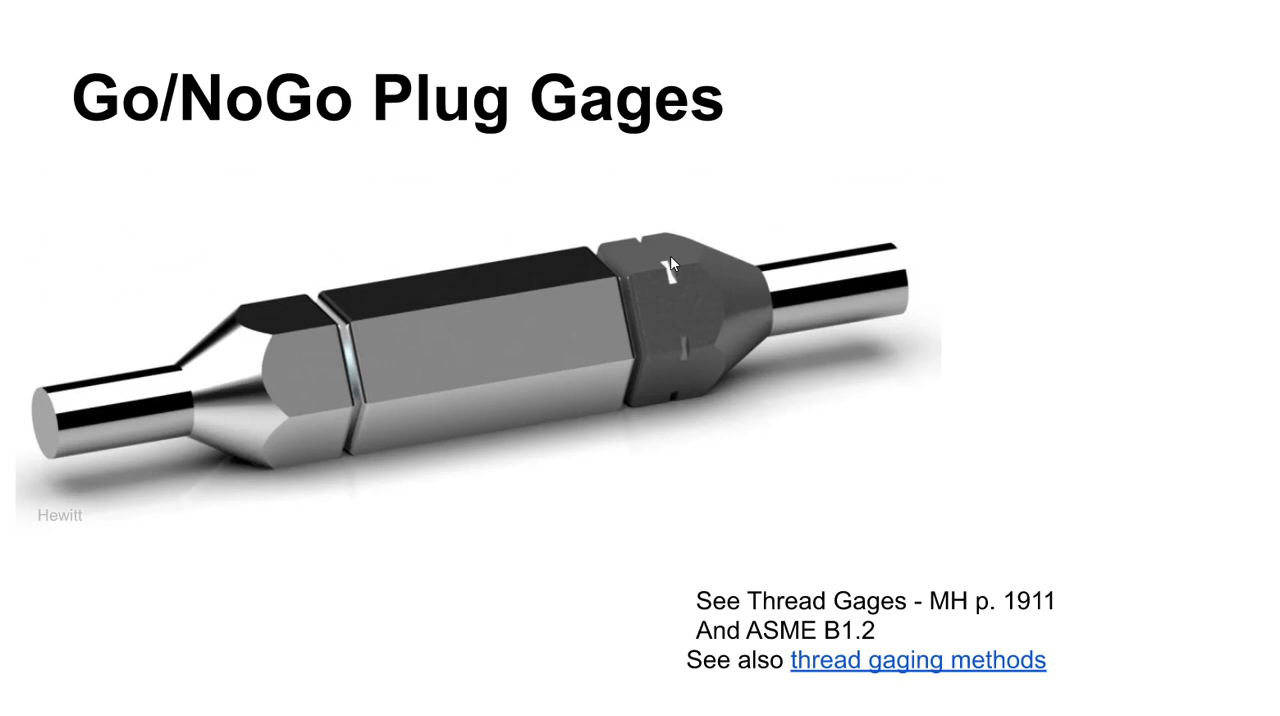 Go/NoGo Plug Gages
Hewitt
See Thread Gages - MH p. 1911
And ASME B1.2
See also thread gaging methods